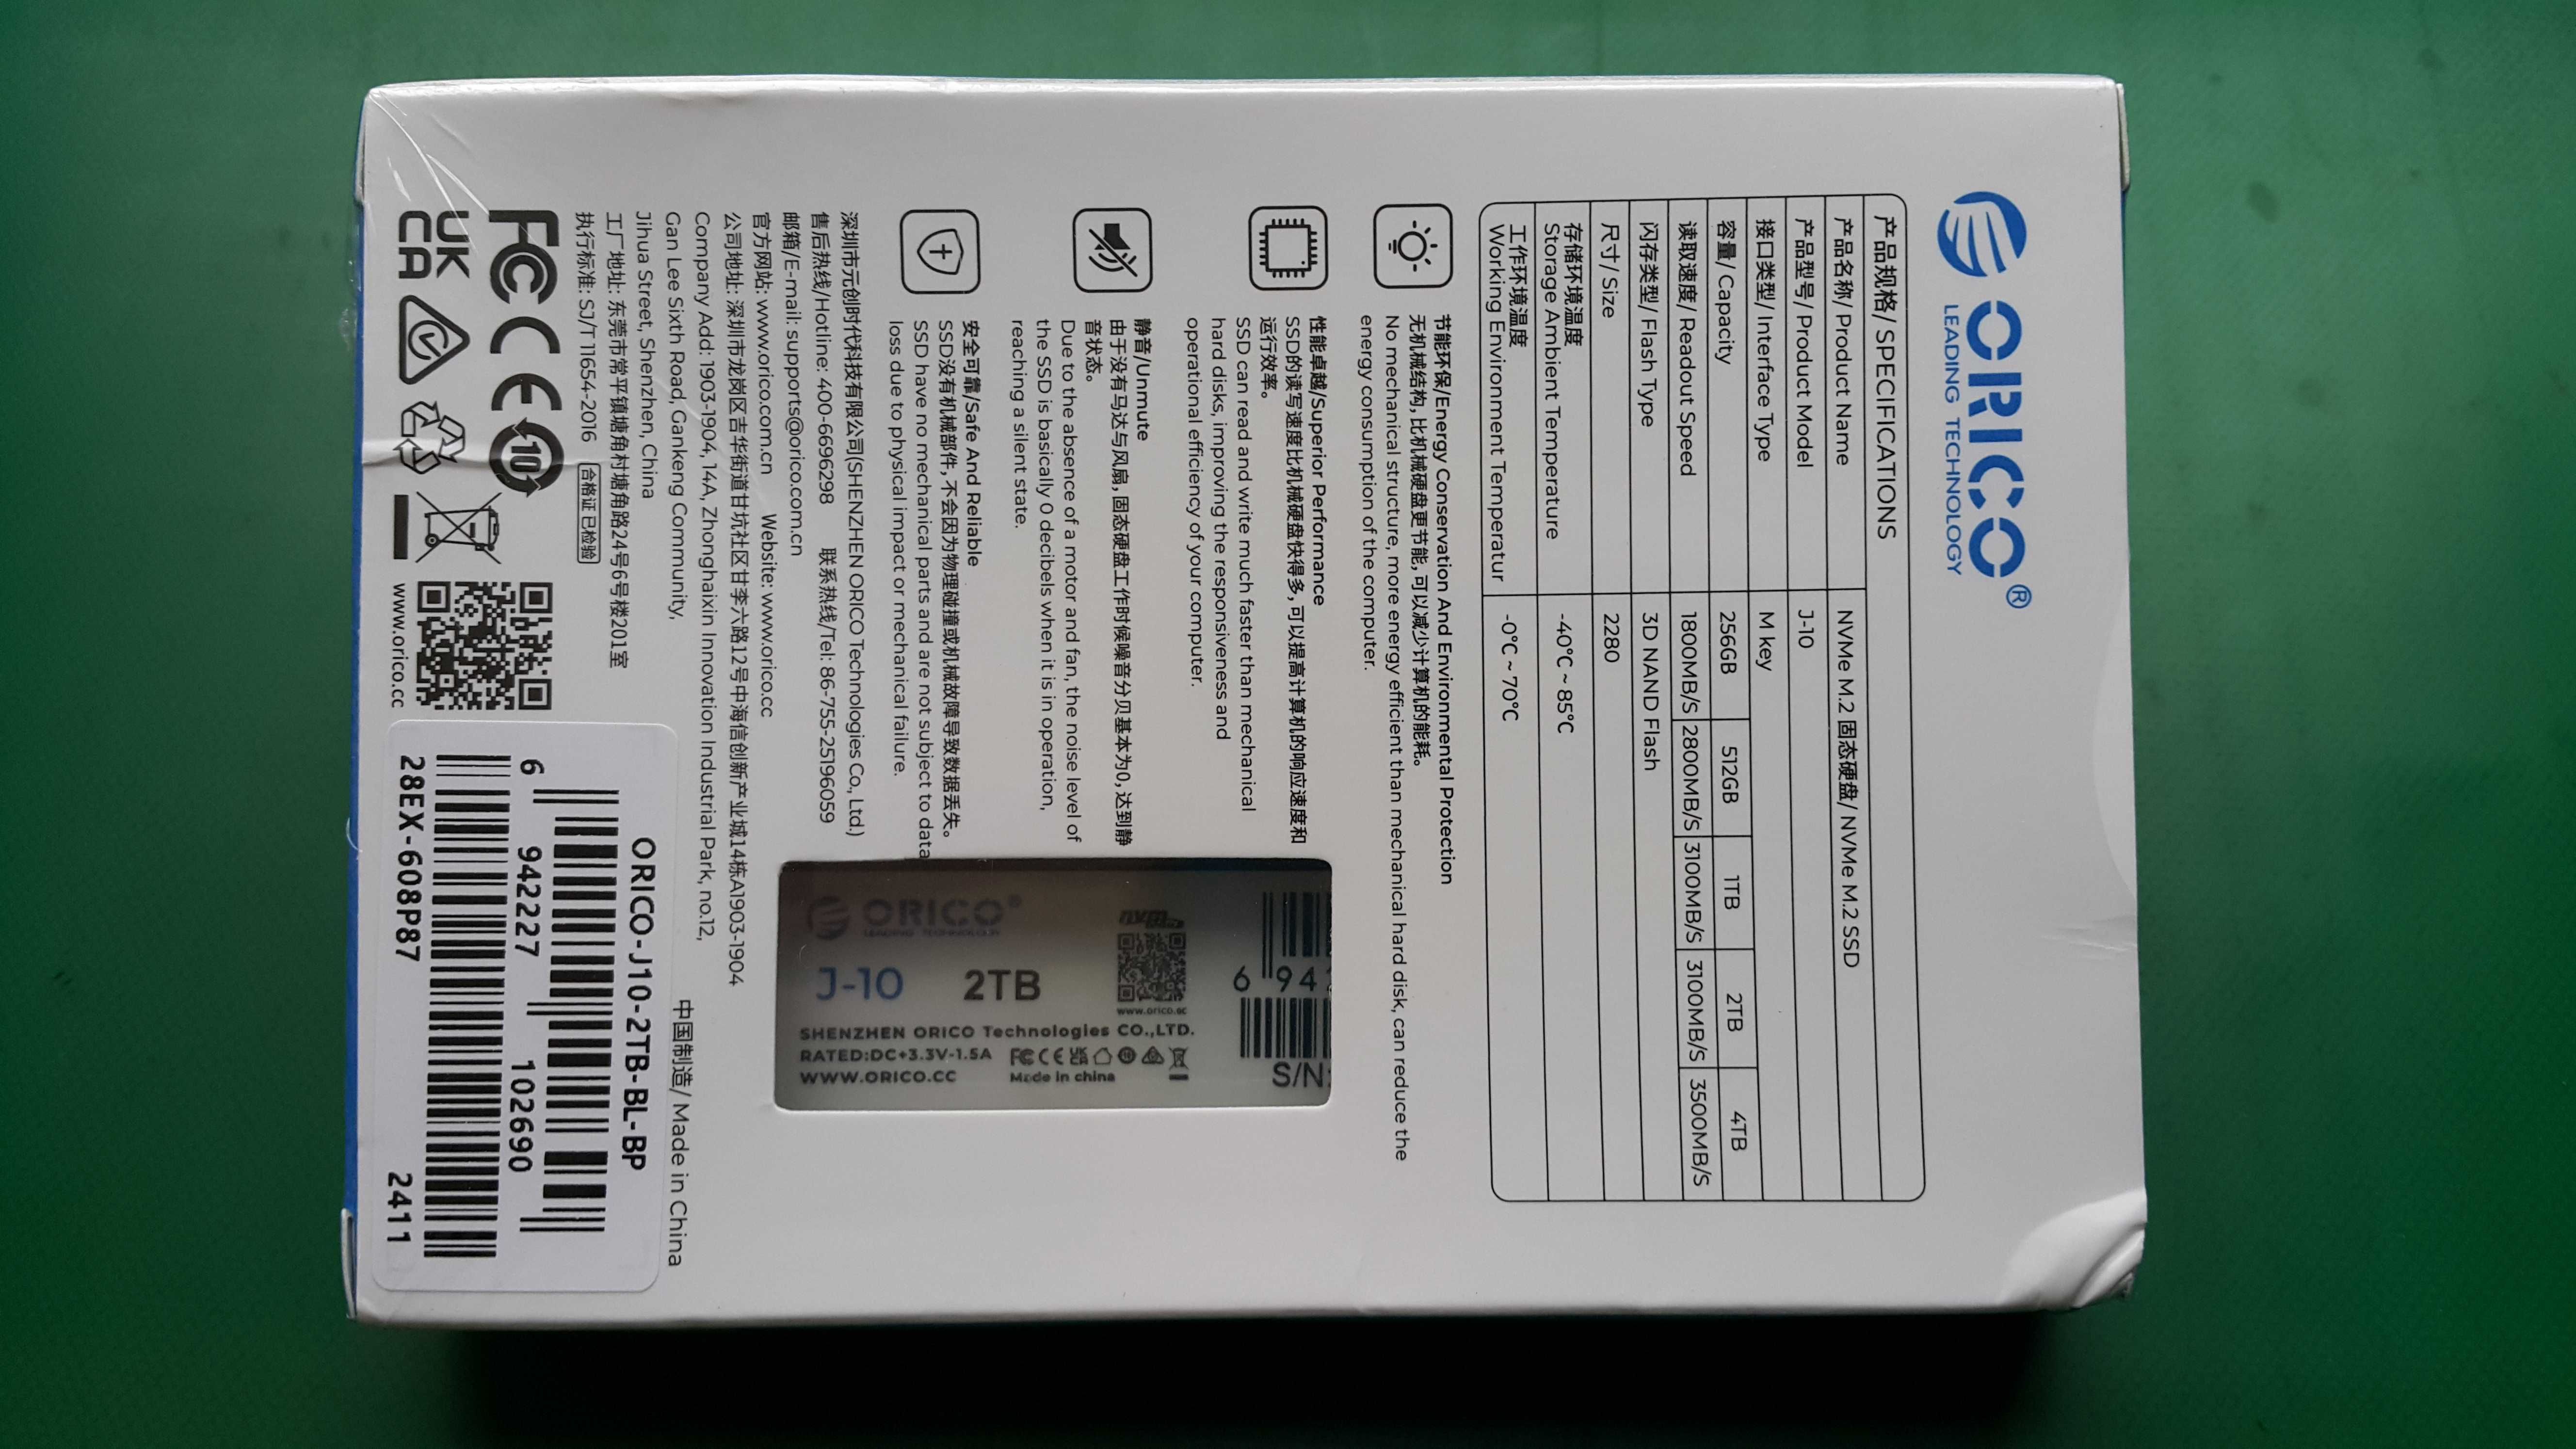 ORICO®
LEADING TECHNOLOGY
产品规格/ SPECIFICATIONS
产品名称/ Product Name NVMe M.2 固态硬盘/ NVMe M.2 SSD
产品型号/ Product Model J-10
接口类型/ Interface Type M key
容量/ Capacity 256GB 512GB 1TB 2TB 4TB
读取速度/ Readout Speed 1800MB/S 2800MB/S 3100MB/S 3100MB/S 3500MB/S
闪存类型/ Flash Type 3D NAND Flash
尺寸/ Size 2280
存储环境温度
Storage Ambient Temperature -40℃ ~ 85℃
工作环境温度
Working Environment Temperatur -0℃ ~ 70℃
节能环保/Energy Conservation And Environmental Protection
无机械结构, 比机械硬盘更节能, 可以减少计算机的能耗。
No mechanical structure, more energy efficient than mechanical hard disk, can reduce the
energy consumption of the computer.
性能卓越/Superior Performance
SSD的读写速度比机械硬盘快得多, 可以提高计算机的响应速度和
运行效率。
SSD can read and write much faster than mechanical
hard disks, improving the responsiveness and
operational efficiency of your computer.
静音/Unmute
由于没有马达与风扇, 固态硬盘工作时候噪音分贝基本为0, 达到静
音状态。
Due to the absence of a motor and fan, the noise level of
the SSD is basically 0 decibels when it is in operation,
reaching a silent state.
安全可靠/Safe And Reliable
SSD没有机械部件, 不会因为物理碰撞或机械故障导致数据丢失。
SSD have no mechanical parts and are not subject to data
loss due to physical impact or mechanical failure.
深圳市元创时代科技有限公司(SHENZHEN ORICO Technologies Co., Ltd.)
售后热线/Hotline: 400-6696298 联系热线/Tel: 86-755-25196059
邮箱/E-mail: supports@orico.com.cn
官方网站: www.orico.com.cn Website: www.orico.cc
公司地址: 深圳市龙岗区吉华街道甘坑社区甘李六路12号中海信创新产业城14栋A1903-1904
Company Add: 1903-1904, 14A, Zhonghaixin Innovation Industrial Park, no.12,
Gan Lee Sixth Road, Gankeng Community,
Jihua Street, Shenzhen, China
工厂地址: 东莞市常平镇塘角村塘角路24号6号楼201室
执行标准: SJ/T 11654-2016 合格证 已检验
中国制造/ Made in China
FC CE 10
UK
CA
www.orico.cc
ORICO-J10-2TB-BL-BP
6 942227 102690
28EX-608P87 2411
ORICO®
LEADING TECHNOLOGY
J-10 2TB
www.orico.cc
SHENZHEN ORICO Technologies CO.,LTD.
RATED:DC+3.3V-1.5A FC CE
WWW.ORICO.CC Made in china
6 94
S/N: